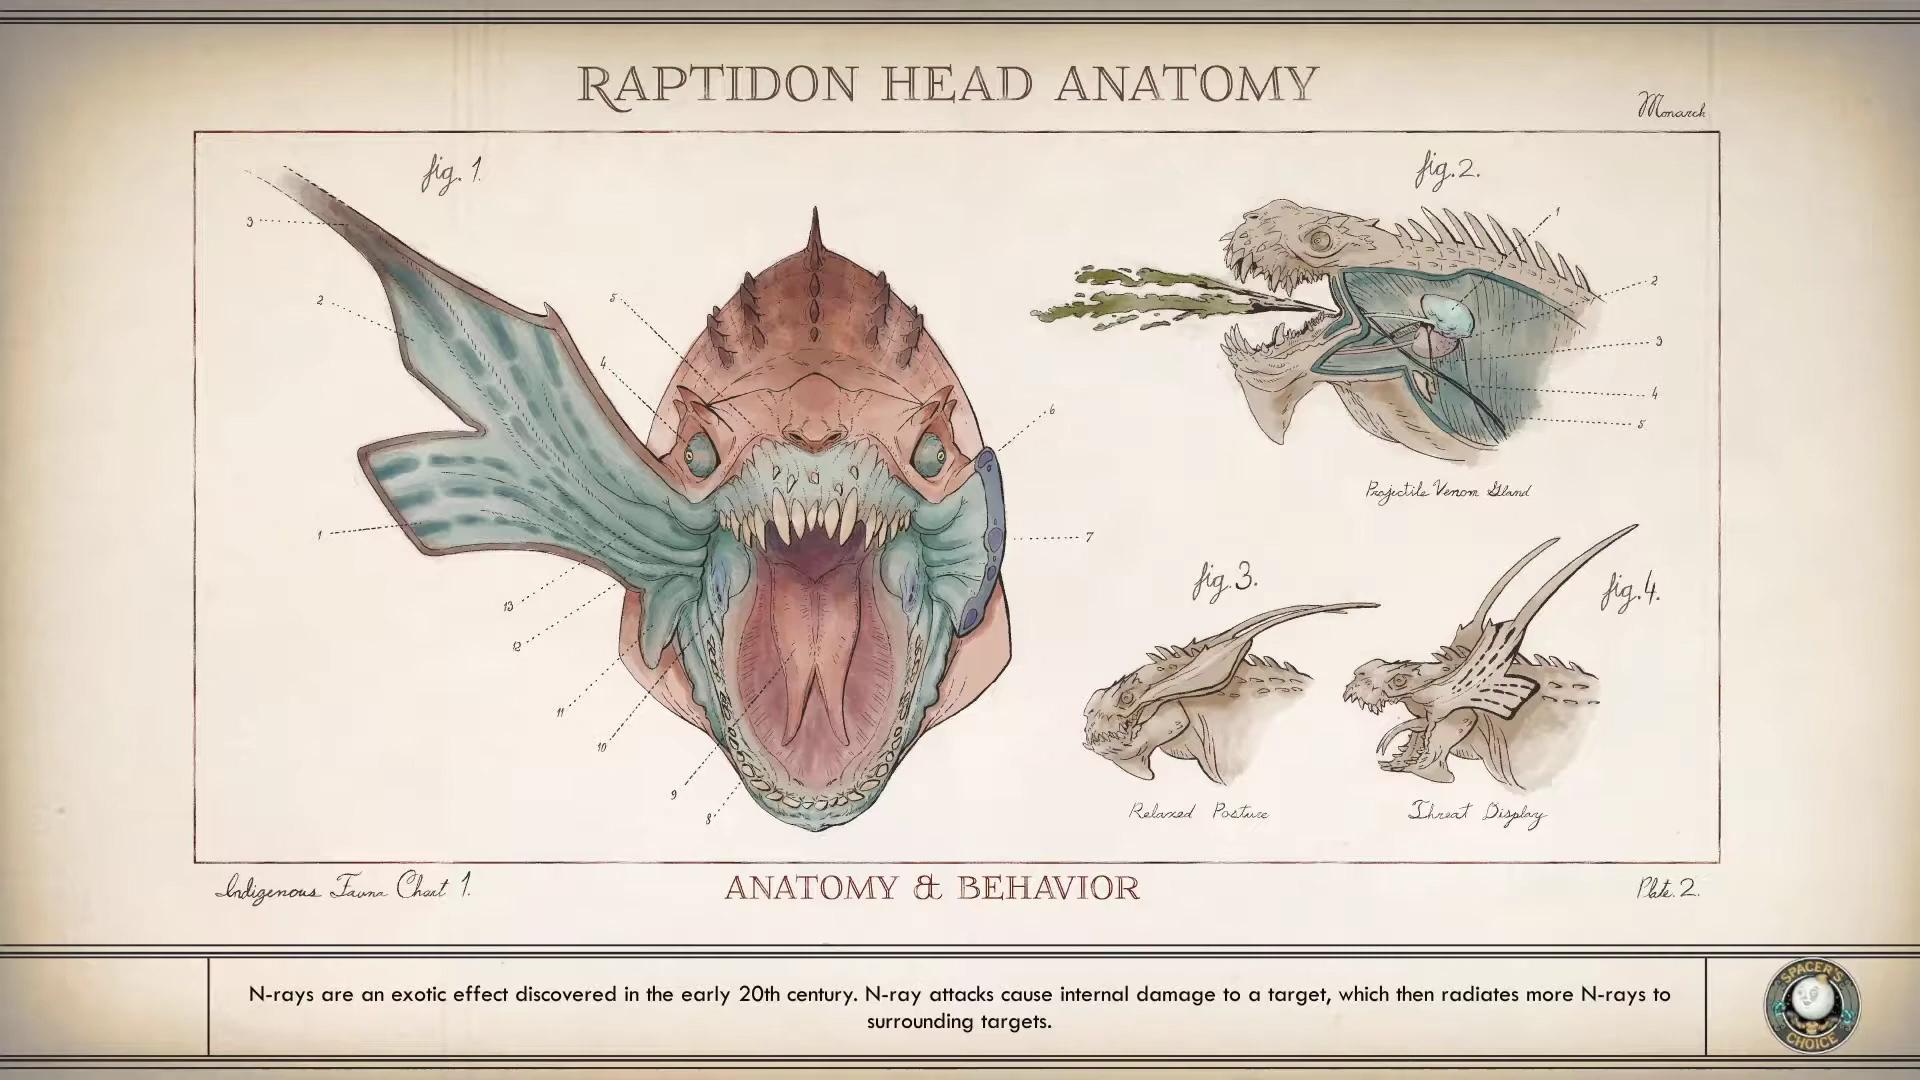 RAPTIDON HEAD ANATOMY
Monarch
fig. 1.
3
2
1
5
4
6
7
13
12
11
10
9
8
fig. 2.
1
2
3
4
5
Projectile Venom Gland
fig. 3.
Relaxed Posture
fig. 4.
Threat Display
Indigenous Fauna Chart 1.
ANATOMY & BEHAVIOR
Plate. 2.
N-rays are an exotic effect discovered in the early 20th century. N-ray attacks cause internal damage to a target, which then radiates more N-rays to
surrounding targets.
SPACER'S
CHOICE